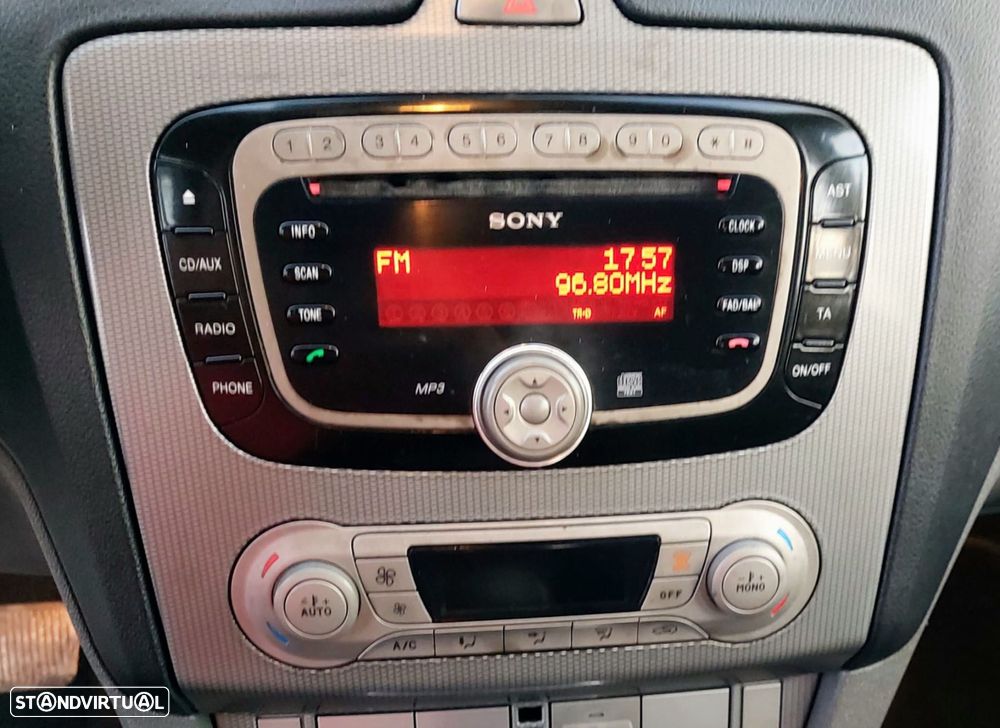 1 2 3 4 5 6 7 8 9 0 * #
SONY
AST
INFO
CLOCK
MENU
CD/AUX
SCAN
FM 17 57
96.80MHz
DSP
TONE
TA
FAD/BAL
RADIO
AF
PHONE
MP3
ON/OFF
AUTO
MONO
OFF
A/C
STANDVIRTUAL